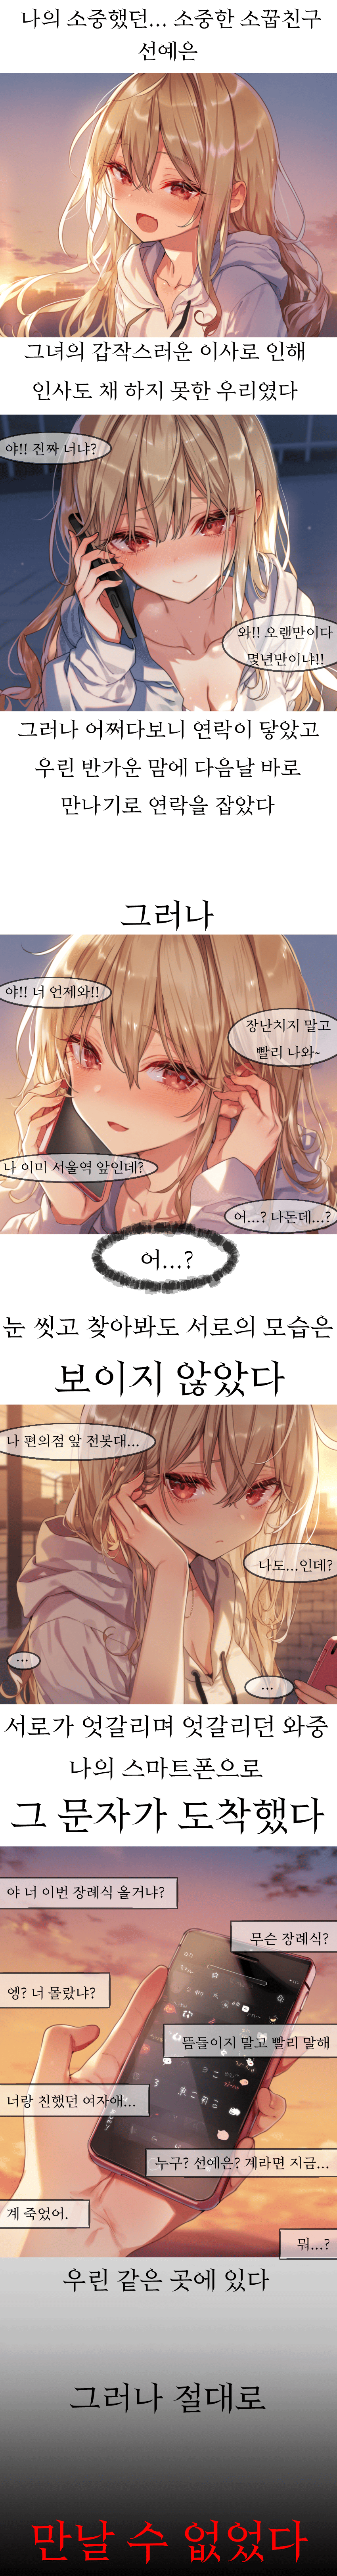 나의 소중했던... 소중한 소꿉친구
선예은
그녀의 갑작스러운 이사로 인해
인사도 채 하지 못한 우리였다
야!! 진짜 너냐?
와!! 오랜만이다
몇년만이냐!!
그러나 어쩌다보니 연락이 닿았고
우린 반가운 맘에 다음날 바로
만나기로 연락을 잡았다
그러나
야!! 너 언제와!!
장난치지 말고
빨리 나와~
나 이미 서울역 앞인데?
어...? 나돈데...?
어...?
눈 씻고 찾아봐도 서로의 모습은
보이지 않았다
나 편의점 앞 전봇대...
나도...인데?
...
...
서로가 엇갈리며 엇갈리던 와중
나의 스마트폰으로
그 문자가 도착했다
야 너 이번 장례식 올거냐?
무슨 장례식?
엥? 너 몰랐냐?
뜸들이지 말고 빨리 말해
너랑 친했던 여자애...
누구? 선예은? 계라면 지금...
계 죽었어.
뭐...?
우린 같은 곳에 있다
그러나 절대로
만날 수 없었다